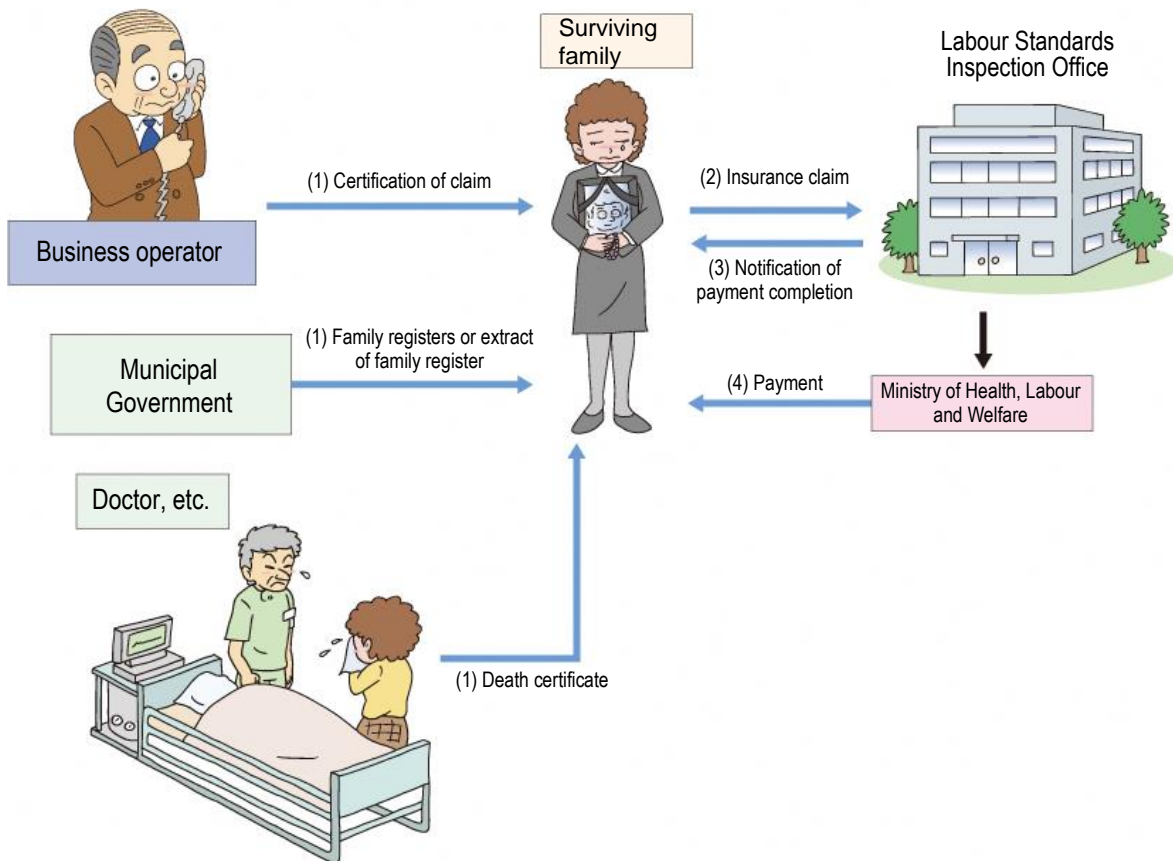 Surviving
family
Labour Standards
Inspection Office
(1) Certification of claim
(2) Insurance claim
Business operator
(3) Notification of
payment completion
(1) Family registers or extract
of family register
Municipal
Government
(4) Payment
Ministry of Health, Labour
and Welfare
Doctor, etc.
(1) Death certificate